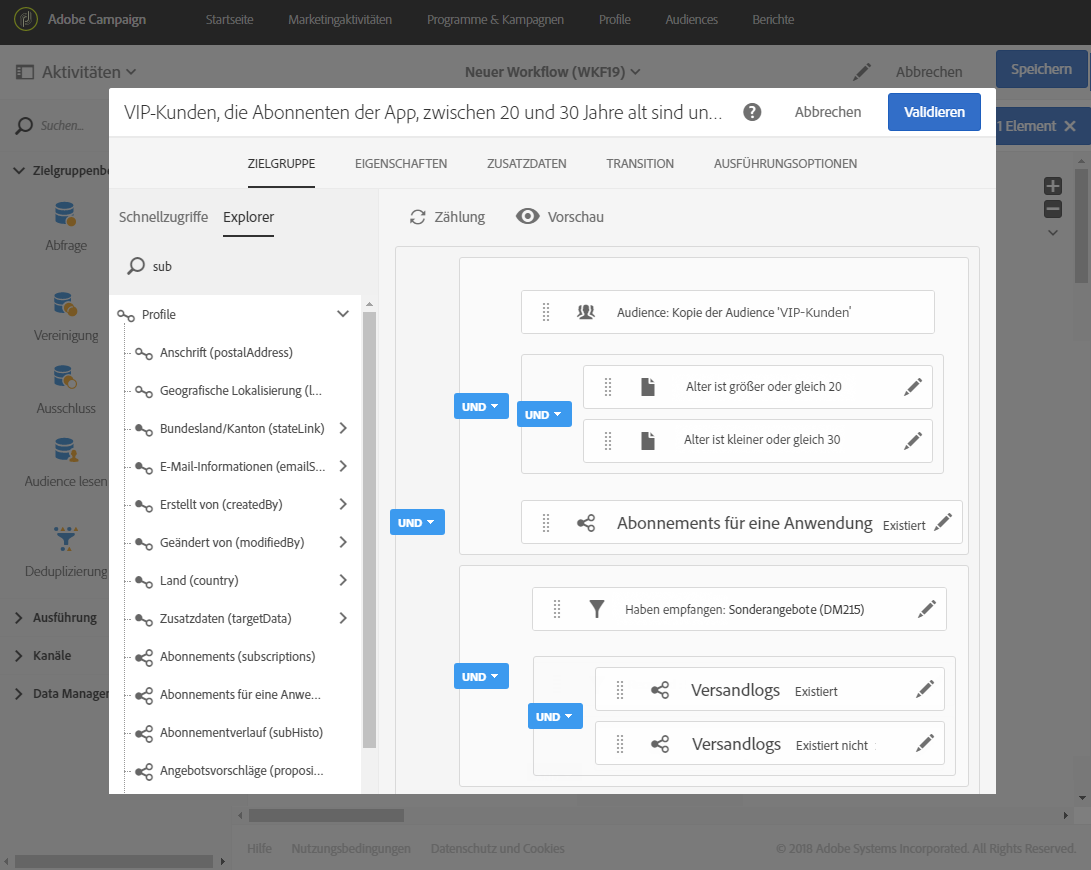 Adobe Campaign
Startseite Marketingaktivitäten Programme & Kampagnen Profile Audiences Berichte
Aktivitäten
Neuer Workflow (WKF19)
Abbrechen
Speichern
VIP-Kunden, die Abonnenten der App, zwischen 20 und 30 Jahre alt sind un...
Abbrechen
Validieren
1 Element
Suchen...
ZIELGRUPPE EIGENSCHAFTEN ZUSATZDATEN TRANSITION AUSFÜHRUNGSOPTIONEN
Zielgruppenbe
Abfrage
Vereinigung
Ausschluss
Audience lesen
Deduplizierung
Ausführung
Kanäle
Data Manager
Schnellzugriffe Explorer
sub
Profile
Anschrift (postalAddress)
Geografische Lokalisierung (l...
Bundesland/Kanton (stateLink)
E-Mail-Informationen (emailS...
Erstellt von (createdBy)
Geändert von (modifiedBy)
Land (country)
Zusatzdaten (targetData)
Abonnements (subscriptions)
Abonnements für eine Anwe...
Abonnementverlauf (subHisto)
Angebotsvorschläge (proposi...
Zählung Vorschau
Audience: Kopie der Audience 'VIP-Kunden'
UND
UND
Alter ist größer oder gleich 20
Alter ist kleiner oder gleich 30
Abonnements für eine Anwendung Existiert
UND
Haben empfangen: Sonderangebote (DM215)
UND
UND
Versandlogs Existiert
Versandlogs Existiert nicht
Hilfe Nutzungsbedingungen Datenschutz und Cookies
© 2018 Adobe Systems Incorporated. All Rights Reserved.